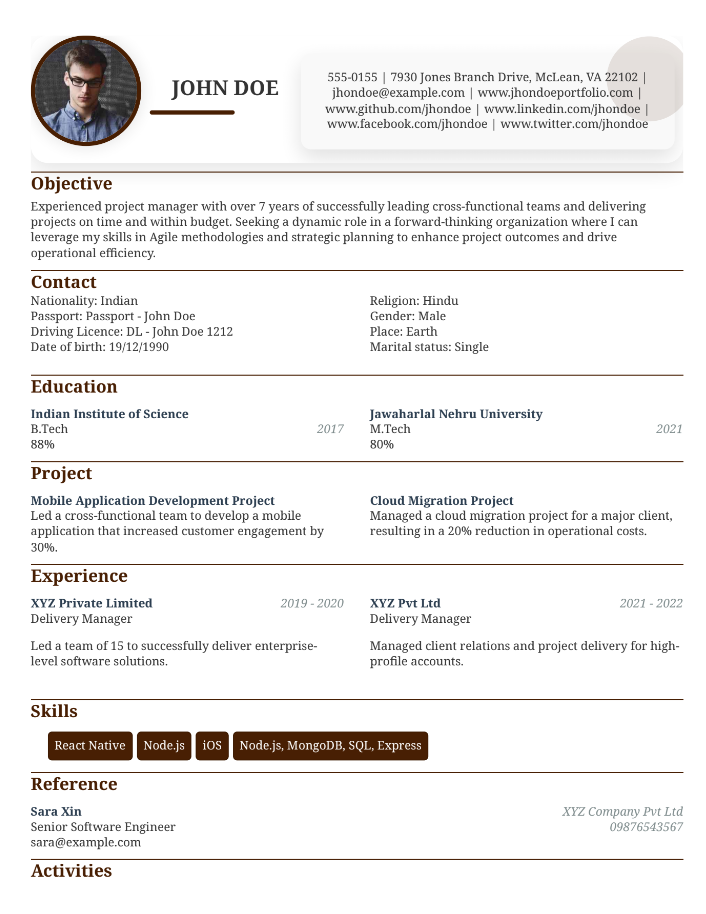 JOHN DOE
555-0155 | 7930 Jones Branch Drive, McLean, VA 22102 |
jhondoe@example.com | www.jhondoeportfolio.com |
www.github.com/jhondoe | www.linkedin.com/jhondoe |
www.facebook.com/jhondoe | www.twitter.com/jhondoe
Objective
Experienced project manager with over 7 years of successfully leading cross-functional teams and delivering
projects on time and within budget. Seeking a dynamic role in a forward-thinking organization where I can
leverage my skills in Agile methodologies and strategic planning to enhance project outcomes and drive
operational efficiency.
Contact
Nationality: Indian
Passport: Passport - John Doe
Driving Licence: DL - John Doe 1212
Date of birth: 19/12/1990
Religion: Hindu
Gender: Male
Place: Earth
Marital status: Single
Education
Indian Institute of Science
B.Tech 2017
88%
Jawaharlal Nehru University
M.Tech 2021
80%
Project
Mobile Application Development Project
Led a cross-functional team to develop a mobile
application that increased customer engagement by
30%.
Cloud Migration Project
Managed a cloud migration project for a major client,
resulting in a 20% reduction in operational costs.
Experience
XYZ Private Limited 2019 - 2020
Delivery Manager
Led a team of 15 to successfully deliver enterprise-
level software solutions.
XYZ Pvt Ltd 2021 - 2022
Delivery Manager
Managed client relations and project delivery for high-
profile accounts.
Skills
React Native Node.js iOS Node.js, MongoDB, SQL, Express
Reference
Sara Xin XYZ Company Pvt Ltd
Senior Software Engineer 09876543567
sara@example.com
Activities